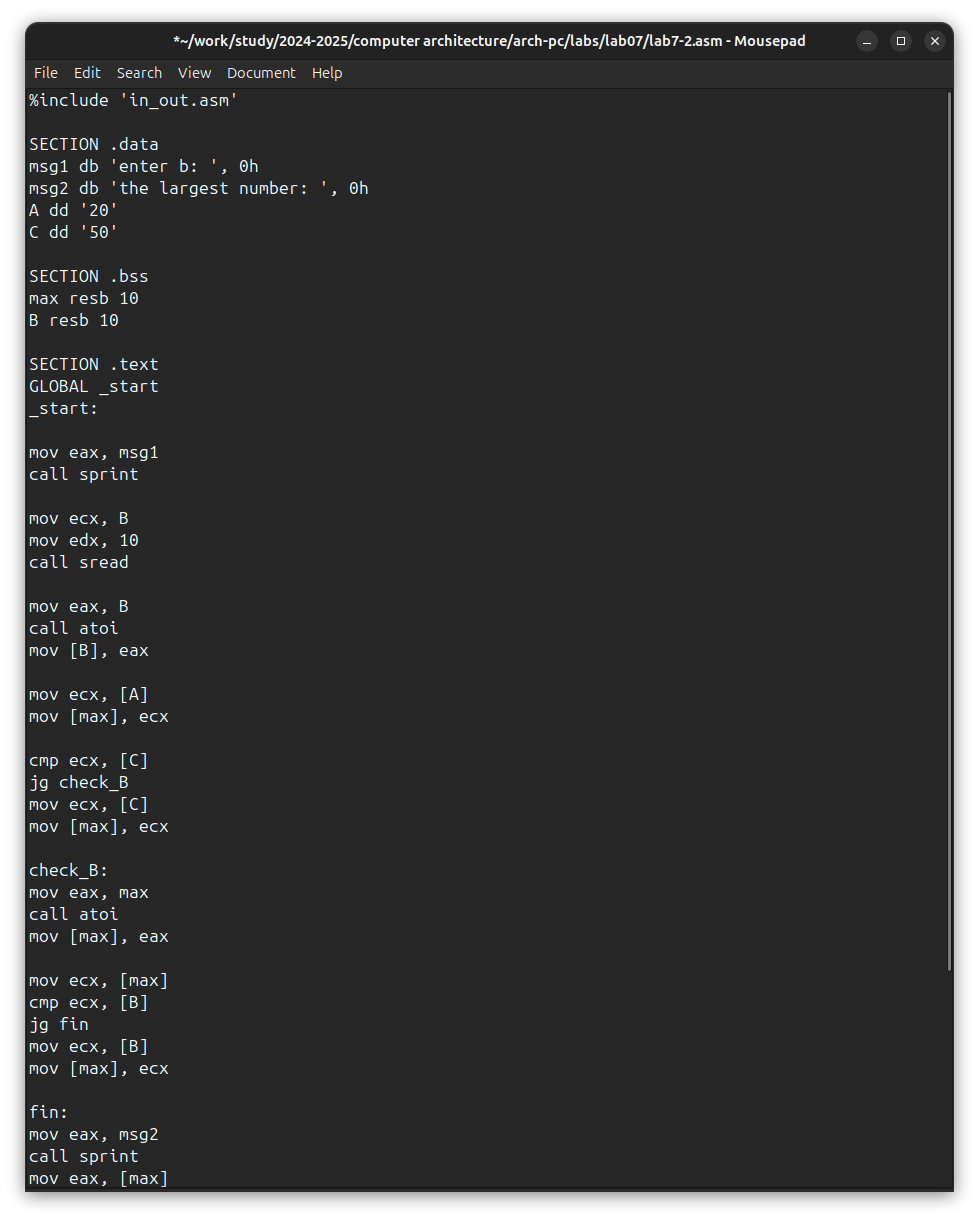 *~/work/study/2024-2025/computer architecture/arch-pc/labs/lab07/lab7-2.asm - Mousepad
File Edit Search View Document Help
%include 'in_out.asm'
SECTION .data
msg1 db 'enter b: ', 0h
msg2 db 'the largest number: ', 0h
A dd '20'
C dd '50'
SECTION .bss
max resb 10
B resb 10
SECTION .text
GLOBAL _start
_start:
mov eax, msg1
call sprint
mov ecx, B
mov edx, 10
call sread
mov eax, B
call atoi
mov [B], eax
mov ecx, [A]
mov [max], ecx
cmp ecx, [C]
jg check_B
mov ecx, [C]
mov [max], ecx
check_B:
mov eax, max
call atoi
mov [max], eax
mov ecx, [max]
cmp ecx, [B]
jg fin
mov ecx, [B]
mov [max], ecx
fin:
mov eax, msg2
call sprint
mov eax, [max]